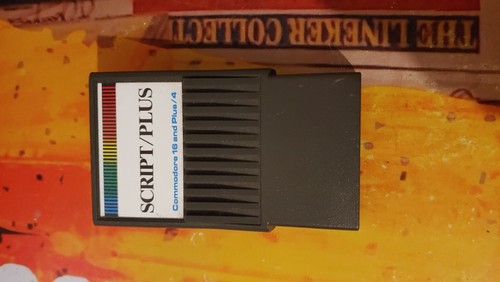 THE LINEKER COLLECT
SCRIPT/PLUS
Commodore 16 and Plus/4